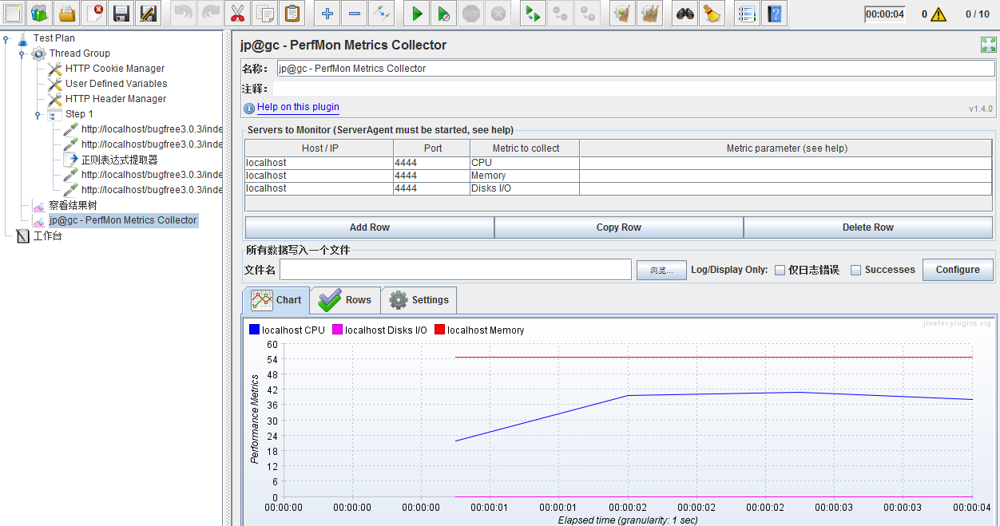 00:00:04 0 0 / 10
Test Plan
Thread Group
HTTP Cookie Manager
User Defined Variables
HTTP Header Manager
Step 1
http://localhost/bugfree3.0.3/inde
http://localhost/bugfree3.0.3/inde
正则表达式提取器
http://localhost/bugfree3.0.3/inde
http://localhost/bugfree3.0.3/inde
察看结果树
jp@gc - PerfMon Metrics Collector
工作台
jp@gc - PerfMon Metrics Collector
名称： jp@gc - PerfMon Metrics Collector
注释：
Help on this plugin v1.4.0
Servers to Monitor (ServerAgent must be started, see help)
Host / IP Port Metric to collect Metric parameter (see help)
localhost 4444 CPU
localhost 4444 Memory
localhost 4444 Disks I/O
Add Row Copy Row Delete Row
所有数据写入一个文件
文件名 浏览... Log/Display Only: 仅日志错误 Successes Configure
Chart Rows Settings
jmeter-plugins.org
localhost CPU localhost Disks I/O localhost Memory
Performance Metrics
60
54
48
42
36
30
24
18
12
6
0
00:00:00 00:00:00 00:00:00 00:00:01 00:00:01 00:00:02 00:00:02 00:00:02 00:00:03 00:00:03 00:00:04
Elapsed time (granularity: 1 sec)
STOP